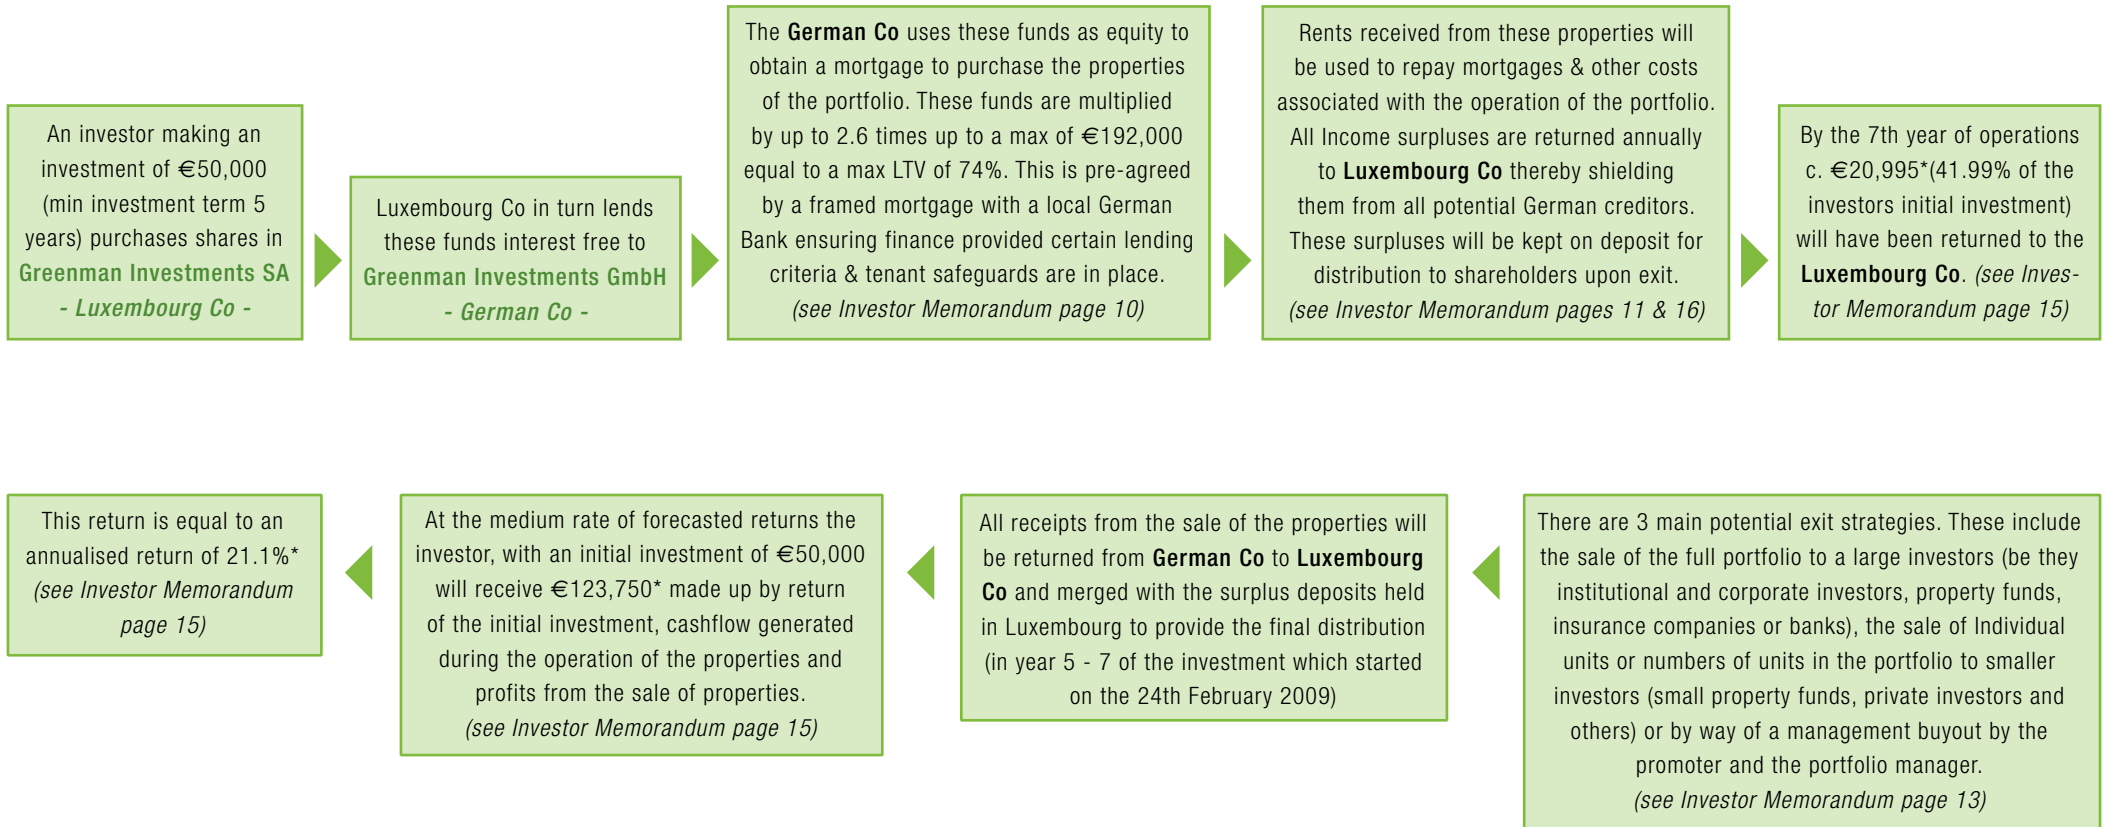 An investor making an
investment of €50,000
(min investment term 5
years) purchases shares in
Greenman Investments SA
- Luxembourg Co -
Luxembourg Co in turn lends
these funds interest free to
Greenman Investments GmbH
- German Co -
The German Co uses these funds as equity to
obtain a mortgage to purchase the properties
of the portfolio. These funds are multiplied
by up to 2.6 times up to a max of €192,000
equal to a max LTV of 74%. This is pre-agreed
by a framed mortgage with a local German
Bank ensuring finance provided certain lending
criteria & tenant safeguards are in place.
(see Investor Memorandum page 10)
Rents received from these properties will
be used to repay mortgages & other costs
associated with the operation of the portfolio.
All Income surpluses are returned annually
to Luxembourg Co thereby shielding
them from all potential German creditors.
These surpluses will be kept on deposit for
distribution to shareholders upon exit.
(see Investor Memorandum pages 11 & 16)
By the 7th year of operations
c. €20,995*(41.99% of the
investors initial investment)
will have been returned to the
Luxembourg Co. (see Inves-
tor Memorandum page 15)
There are 3 main potential exit strategies. These include
the sale of the full portfolio to a large investors (be they
institutional and corporate investors, property funds,
insurance companies or banks), the sale of Individual
units or numbers of units in the portfolio to smaller
investors (small property funds, private investors and
others) or by way of a management buyout by the
promoter and the portfolio manager.
(see Investor Memorandum page 13)
All receipts from the sale of the properties will
be returned from German Co to Luxembourg
Co and merged with the surplus deposits held
in Luxembourg to provide the final distribution
(in year 5 - 7 of the investment which started
on the 24th February 2009)
At the medium rate of forecasted returns the
investor, with an initial investment of €50,000
will receive €123,750* made up by return
of the initial investment, cashflow generated
during the operation of the properties and
profits from the sale of properties.
(see Investor Memorandum page 15)
This return is equal to an
annualised return of 21.1%*
(see Investor Memorandum
page 15)